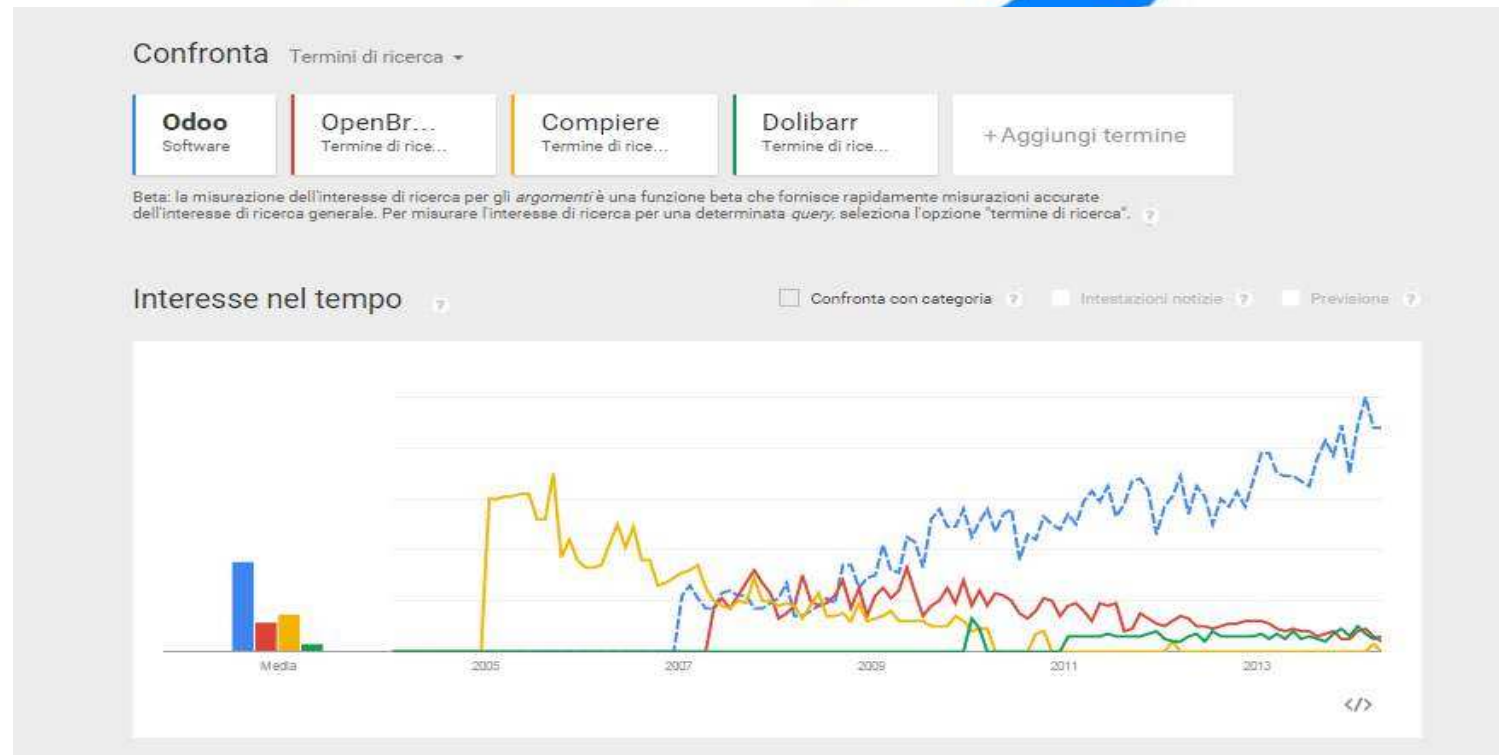 Confronta Termini di ricerca
Odoo OpenBr... Compiere Dolibarr + Aggiungi termine
Software Termine di rice... Termine di rice... Termine di rice...
Beta: la misurazione dell'interesse di ricerca per gli argomenti è una funzione beta che fornisce rapidamente misurazioni accurate
dell'interesse di ricerca generale. Per misurare l'interesse di ricerca per una determinata query, seleziona l'opzione "termine di ricerca". ?
Interesse nel tempo ? Confronta con categoria ? Intestazioni notizie ? Previsione ?
Media 2005 2007 2009 2011 2013
</>